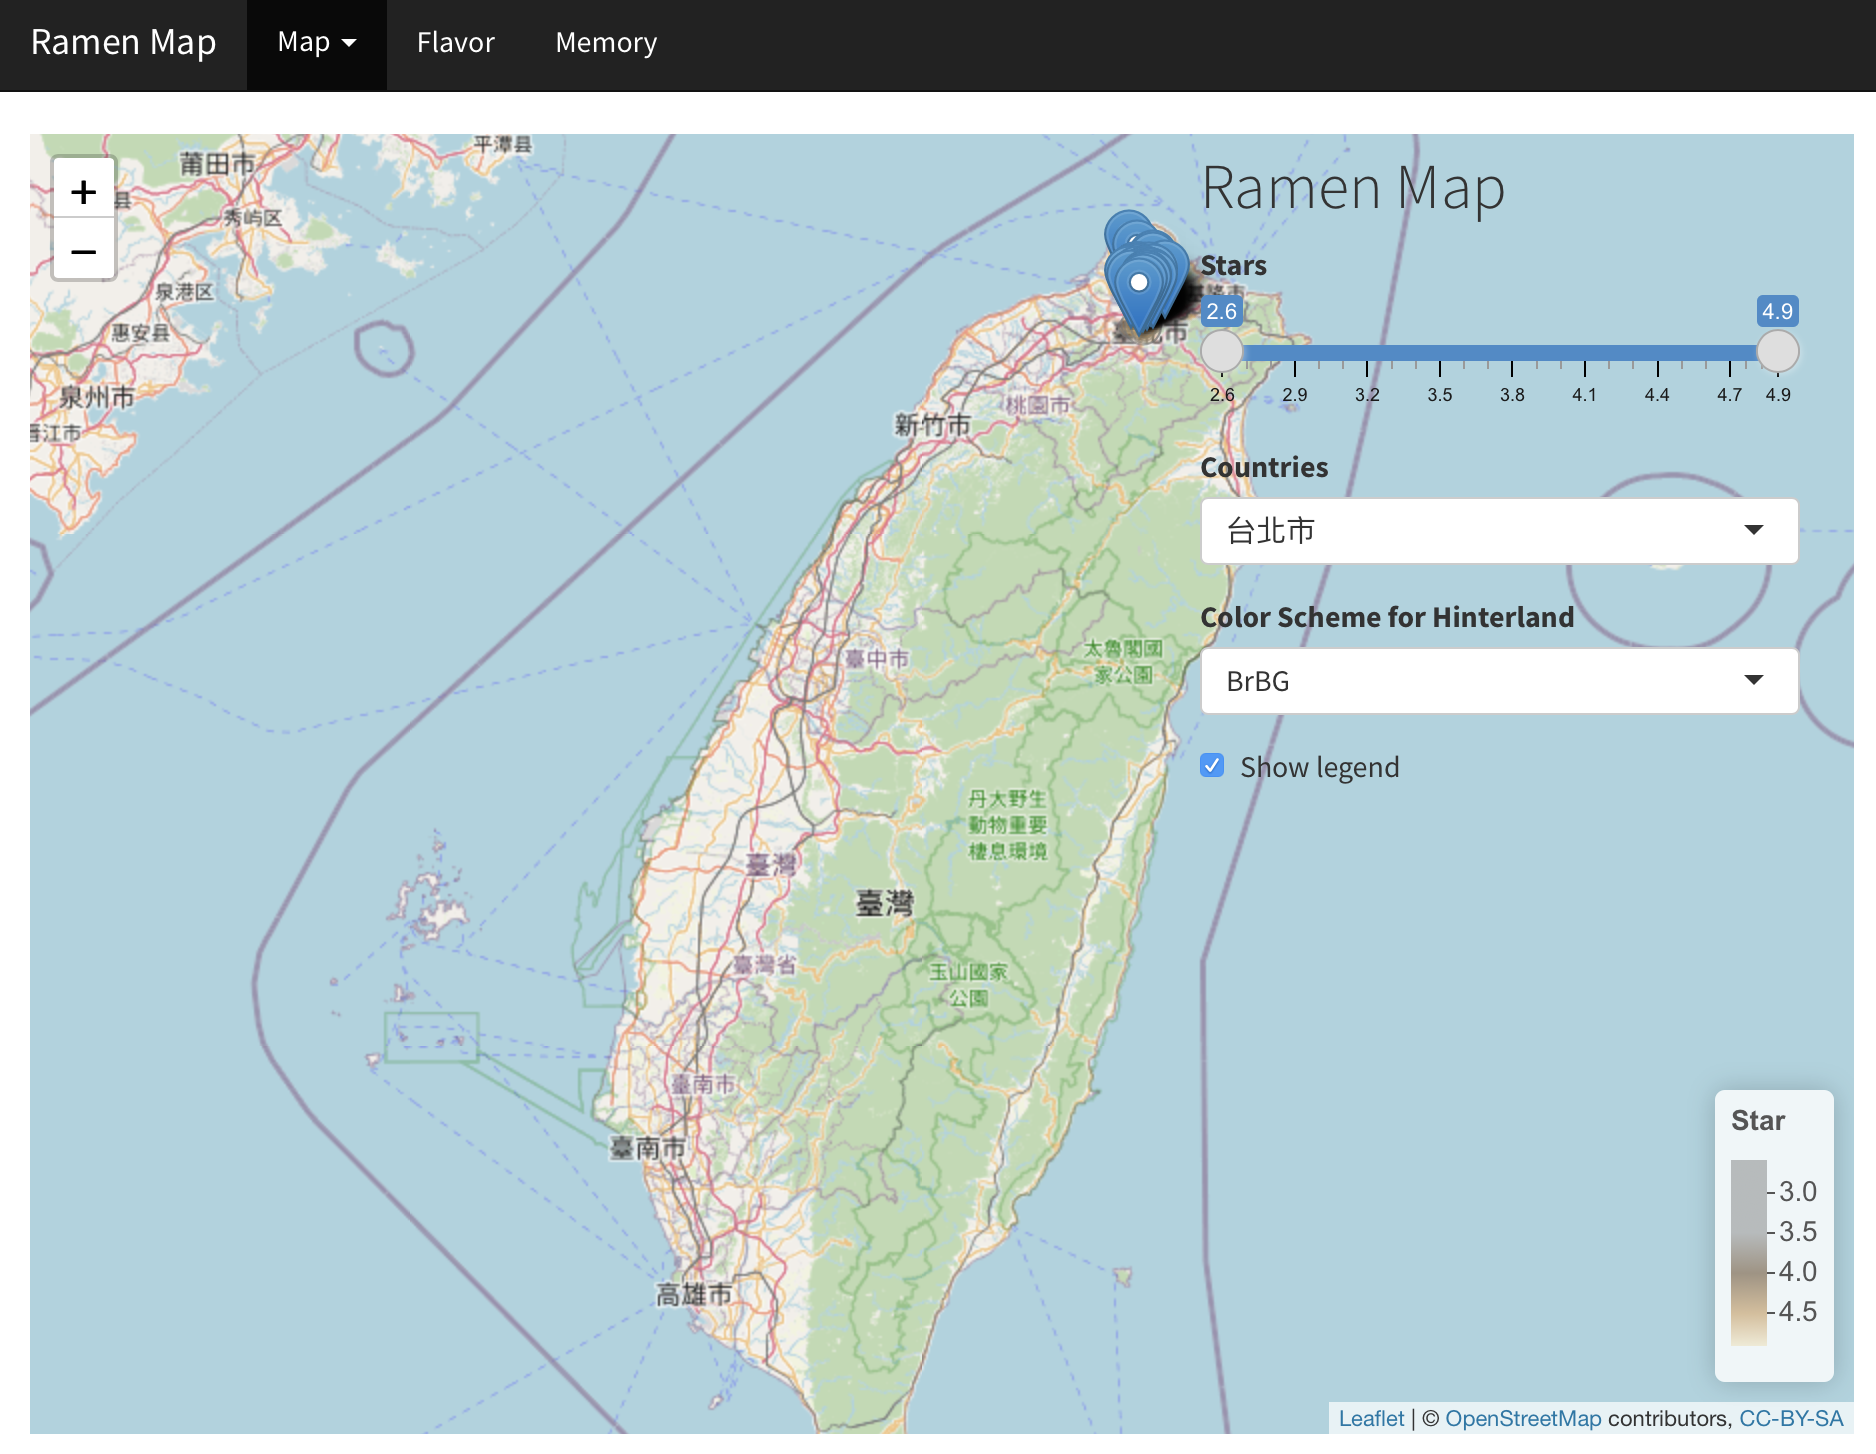 Ramen Map
Map
Flavor
Memory
+
−
平潭县
莆田市
县
秀屿区
泉港区
惠安县
泉州市
晋江市
Ramen Map
Stars
2.6
4.9
2.6 2.9 3.2 3.5 3.8 4.1 4.4 4.7 4.9
Countries
台北市
Color Scheme for Hinterland
BrBG
Show legend
桃園市
新竹市
臺中市
太魯閣國
家公園
丹大野生
動物重要
棲息環境
臺灣
臺灣
臺灣省
玉山國家
公園
臺南市
臺南市
高雄市
Star
3.0
3.5
4.0
4.5
Leaflet | © OpenStreetMap contributors, CC-BY-SA